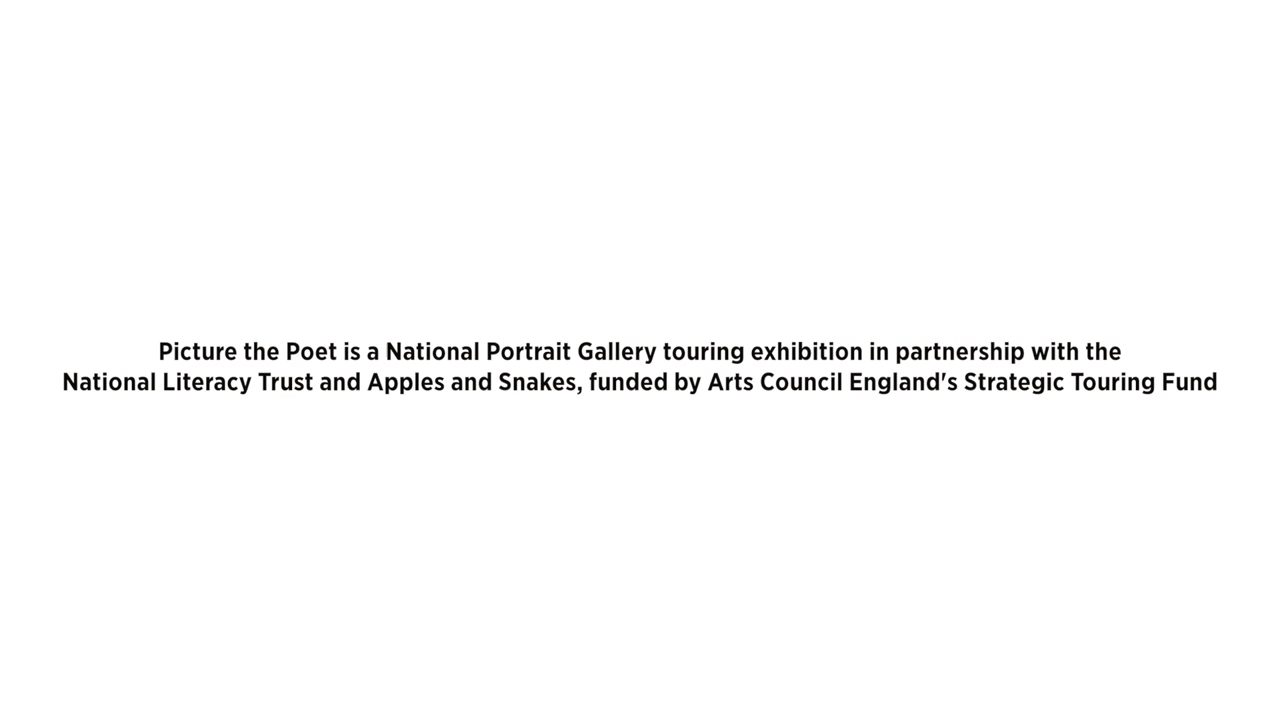 Picture the Poet is a National Portrait Gallery touring exhibition in partnership with the
National Literacy Trust and Apples and Snakes, funded by Arts Council England's Strategic Touring Fund